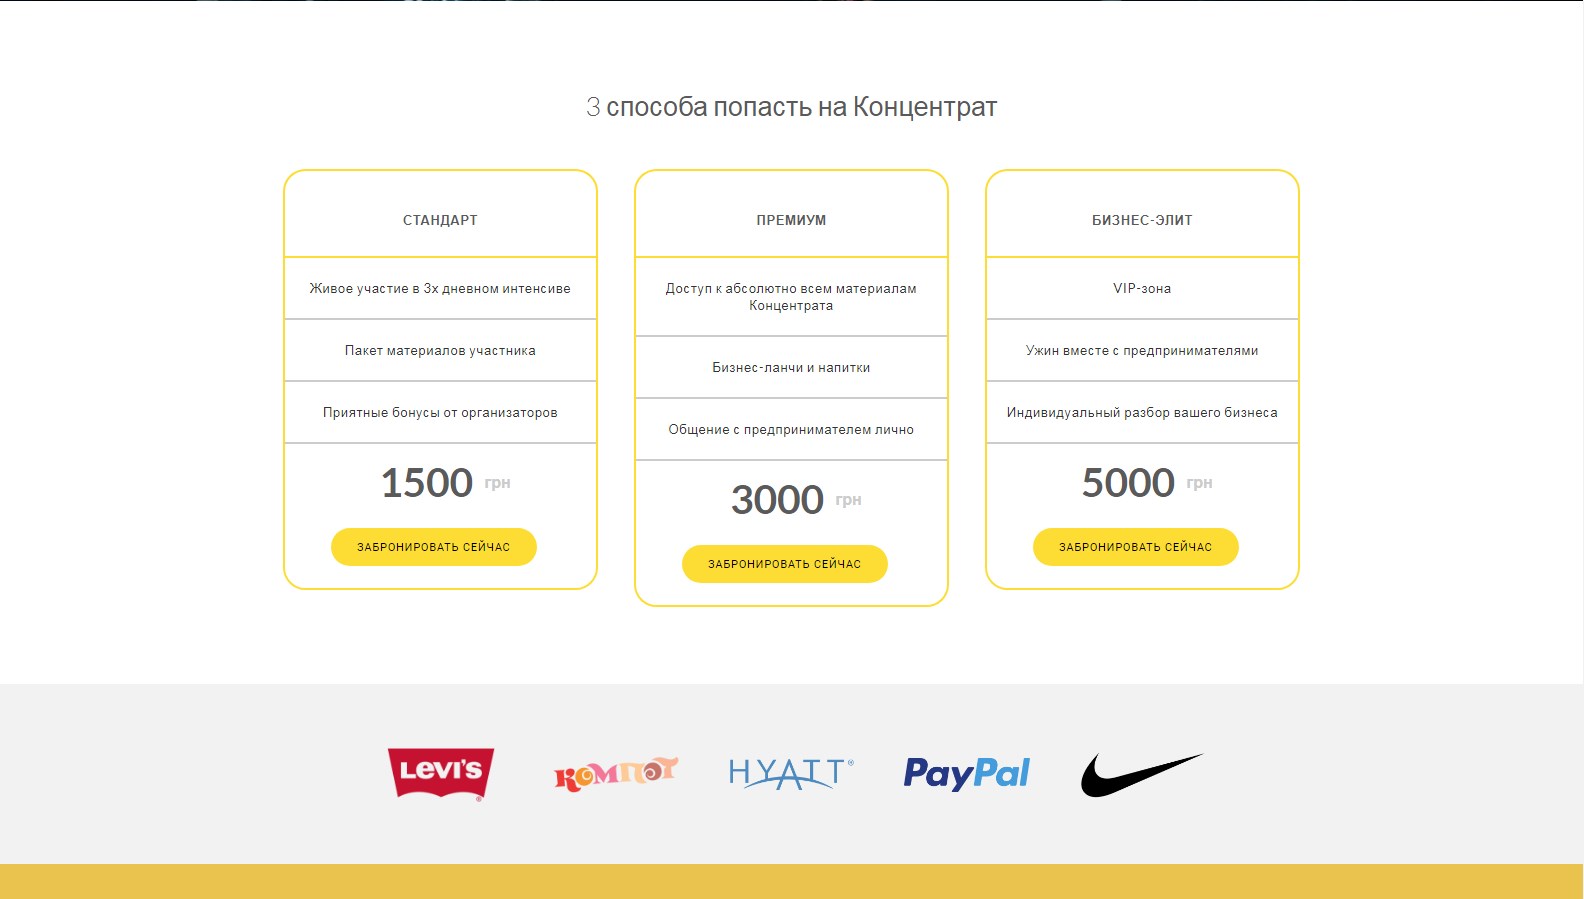 3 способа попасть на Концентрат
СТАНДАРТ
Живое участие в 3х дневном интенсиве
Пакет материалов участника
Приятные бонусы от организаторов
1500 грн
ЗАБРОНИРОВАТЬ СЕЙЧАС
ПРЕМИУМ
Доступ к абсолютно всем материалам
Концентрата
Бизнес-ланчи и напитки
Общение с предпринимателем лично
3000 грн
ЗАБРОНИРОВАТЬ СЕЙЧАС
БИЗНЕС-ЭЛИТ
VIP-зона
Ужин вместе с предпринимателями
Индивидуальный разбор вашего бизнеса
5000 грн
ЗАБРОНИРОВАТЬ СЕЙЧАС
LEVI'S ®
КОМПОТ
HYATT ®
PayPal